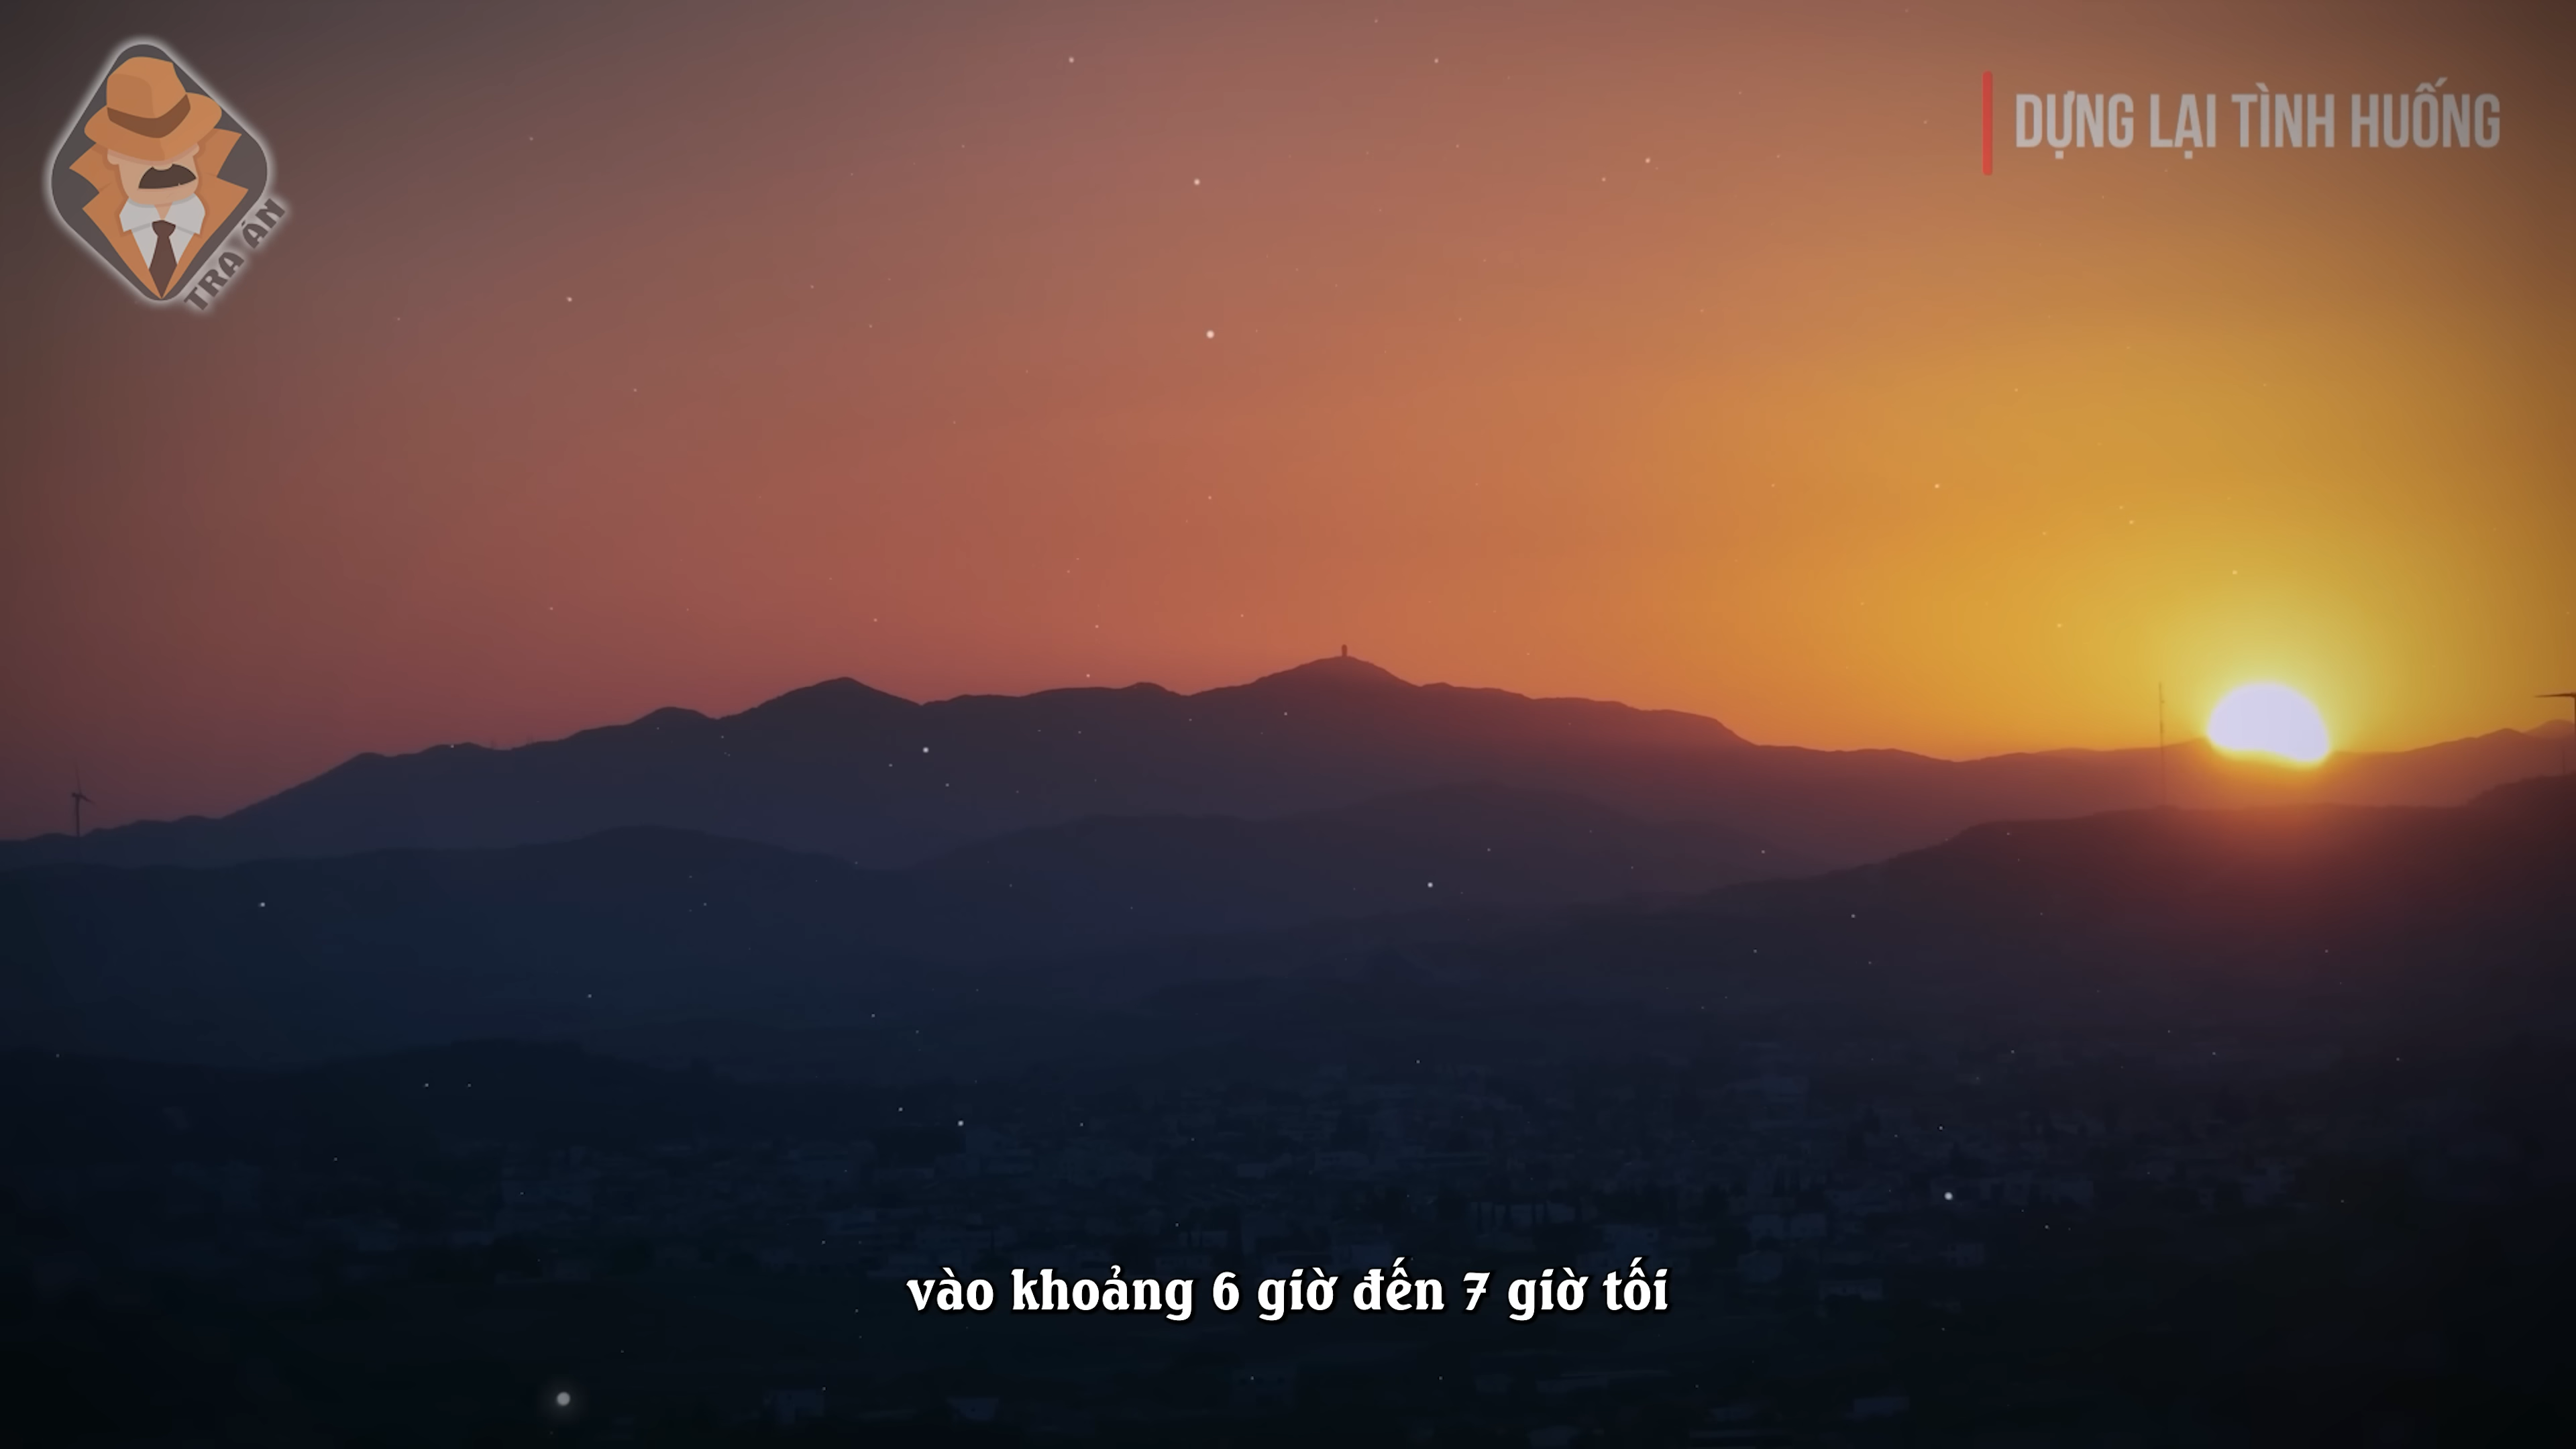 TRA ÁN
DỰNG LẠI TÌNH HUỐNG
vào khoảng 6 giờ đến 7 giờ tối